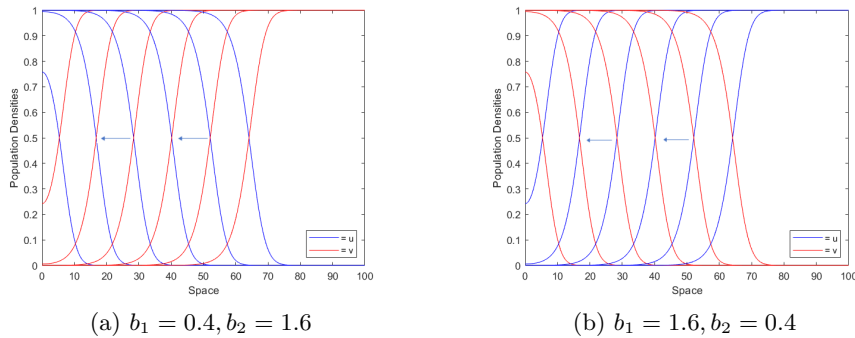 1
0.9
0.8
0.7
0.6
0.5
0.4
0.3
0.2
0.1
0
Population Densities
0 10 20 30 40 50 60 70 80 90 100
Space
= u
= v
(a) b₁ = 0.4, b₂ = 1.6
1
0.9
0.8
0.7
0.6
0.5
0.4
0.3
0.2
0.1
0
Population Densities
0 10 20 30 40 50 60 70 80 90 100
Space
= u
= v
(b) b₁ = 1.6, b₂ = 0.4